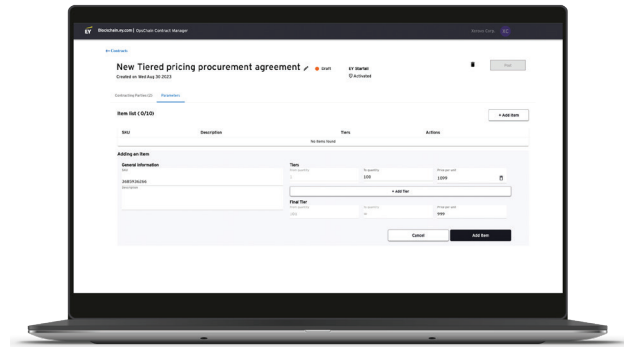 EY Blockchain.ey.com | OpsChain Contract Manager
Contracts
New Tiered pricing procurement agreement
Draft
EY Starfish
Created on Wed Aug 30 2023
Activated
Contracting Parties (2) Parameters
Item list (0/10)
+ Add item
SKU Description Tiers Actions
No items found
Adding an item
General information
SKU
Description
Tiers
From quantity To quantity Price per unit
100 1099
+ Add Tier
Final Tier
From quantity To quantity Price per unit
∞ 999
Cancel Add Item